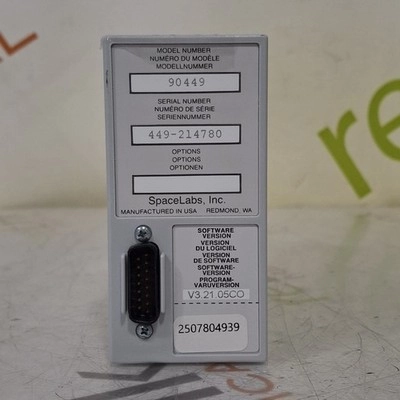 MODEL NUMBER
NUMÉRO DU MODÈLE
MODELLNUMMER
90449
SERIAL NUMBER
NUMÉRO DE SÉRIE
SERIENNUMMER
449-214780
OPTIONS
OPTIONS
OPTIONEN
SpaceLabs, Inc.
MANUFACTURED IN USA REDMOND, WA
SOFTWARE
VERSION
VERSION
DU LOGICIEL
VERSION
DE SOFTWARE
SOFTWARE-
VERSION
PROGRAM-
VARUVERSION
V3.21.05CO
2507804939
re